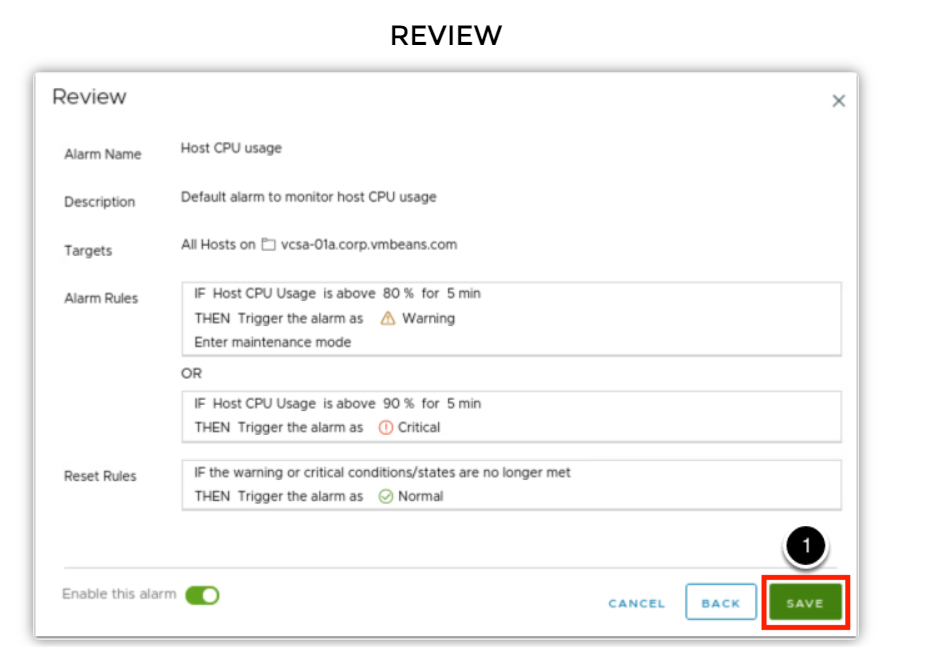 REVIEW
Review
Alarm Name Host CPU usage
Description Default alarm to monitor host CPU usage
Targets All Hosts on vcsa-01a.corp.vmbeans.com
Alarm Rules IF Host CPU Usage is above 80 % for 5 min
THEN Trigger the alarm as Warning
Enter maintenance mode
OR
IF Host CPU Usage is above 90 % for 5 min
THEN Trigger the alarm as Critical
Reset Rules IF the warning or critical conditions/states are no longer met
THEN Trigger the alarm as Normal
1
Enable this alarm CANCEL BACK SAVE